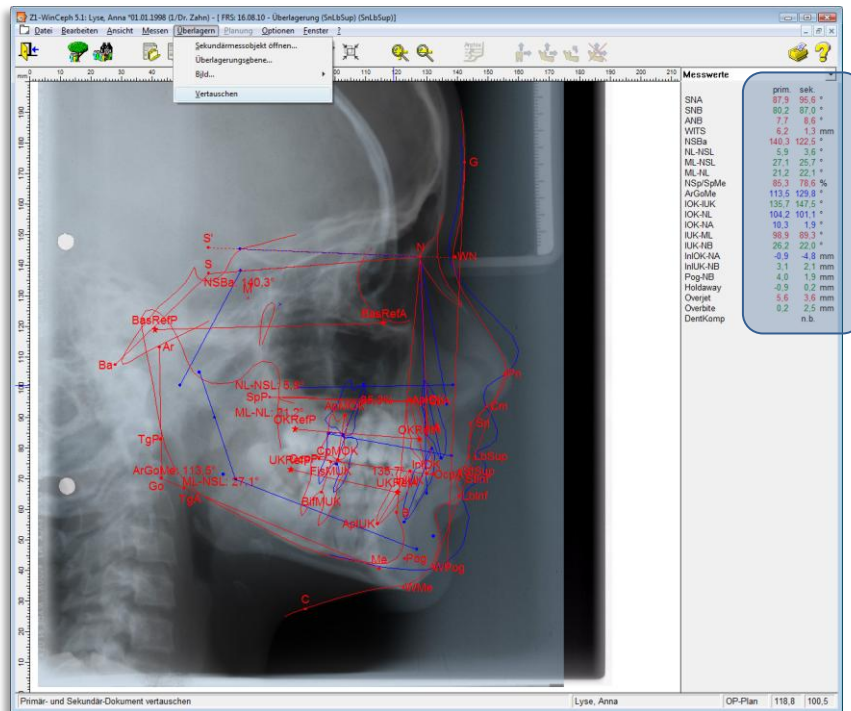 Z1-WinCeph 5.1: Lyse, Anna *01.01.1998 (1/Dr. Zahn) - [ FRS: 16.08.10 - Überlagerung (SnLbSup) (SnLbSup)]
Datei Bearbeiten Ansicht Messen Überlagern Planung Optionen Fenster ?
Sekundärmessobjekt öffnen...
Überlagerungsebene...
Bild...
Vertauschen
Messwerte
prim. sek.
SNA 87,9 95,6 °
SNB 80,2 87,0 °
ANB 7,7 8,6 °
WITS 6,2 1,3 mm
NSBa 140,3 122,5 °
NL-NSL 5,9 3,6 °
ML-NSL 27,1 25,7 °
ML-NL 21,2 22,1 °
NSp/SpMe 85,3 78,6 %
ArGoMe 113,5 129,8 °
IOK-IUK 135,7 147,5 °
IOK-NL 104,2 101,1 °
IOK-NA 10,3 1,9 °
IUK-ML 98,9 89,3 °
IUK-NB 26,2 22,0 °
InIOK-NA -0,9 -4,8 mm
InIUK-NB 3,1 2,1 mm
Pog-NB 4,0 1,9 mm
Holdaway -0,9 0,2 mm
Overjet 5,6 3,6 mm
Overbite 0,2 2,5 mm
DentKomp n.b.
G
S'
S
N
WN
NSBa: 140,3°
M
BasRefP
BasRefA
Ar
Ba
Pn
NL-NSL: 5,9°
SpP
Cm
ML-NL: 21,2°
OKRefP
Sn
OKRefA
TgP
LbSup
ArGoMe: 113,5°
ML-NSL: 27,1°
Go
BifMUK
LbInf
B
ApIUK
Me
Pog
WPog
WMe
C
Primär- und Sekundär-Dokument vertauschen
Lyse, Anna
OP-Plan
118,8
100,5